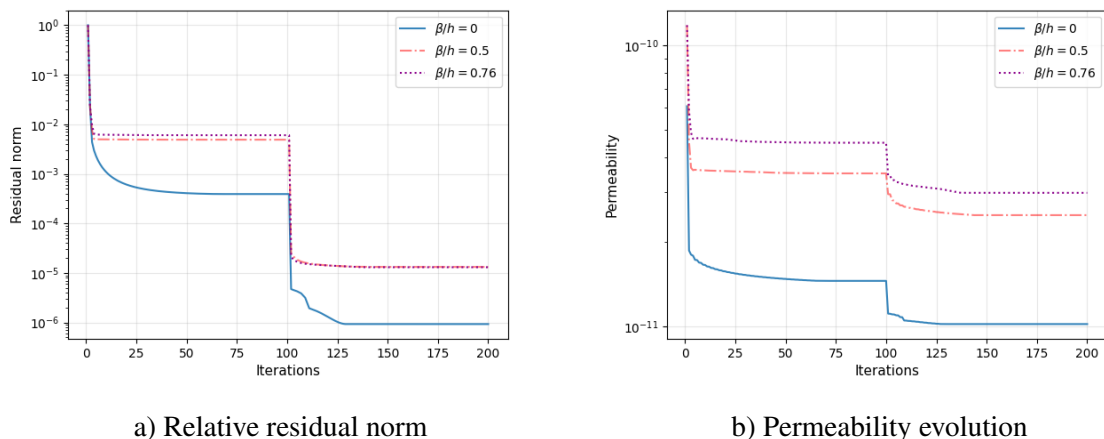 10⁰
10⁻¹
10⁻²
10⁻³
10⁻⁴
10⁻⁵
10⁻⁶
Residual norm
0 25 50 75 100 125 150 175 200
Iterations
β/h = 0
β/h = 0.5
β/h = 0.76
a) Relative residual norm
10⁻¹⁰
10⁻¹¹
Permeability
0 25 50 75 100 125 150 175 200
Iterations
β/h = 0
β/h = 0.5
β/h = 0.76
b) Permeability evolution